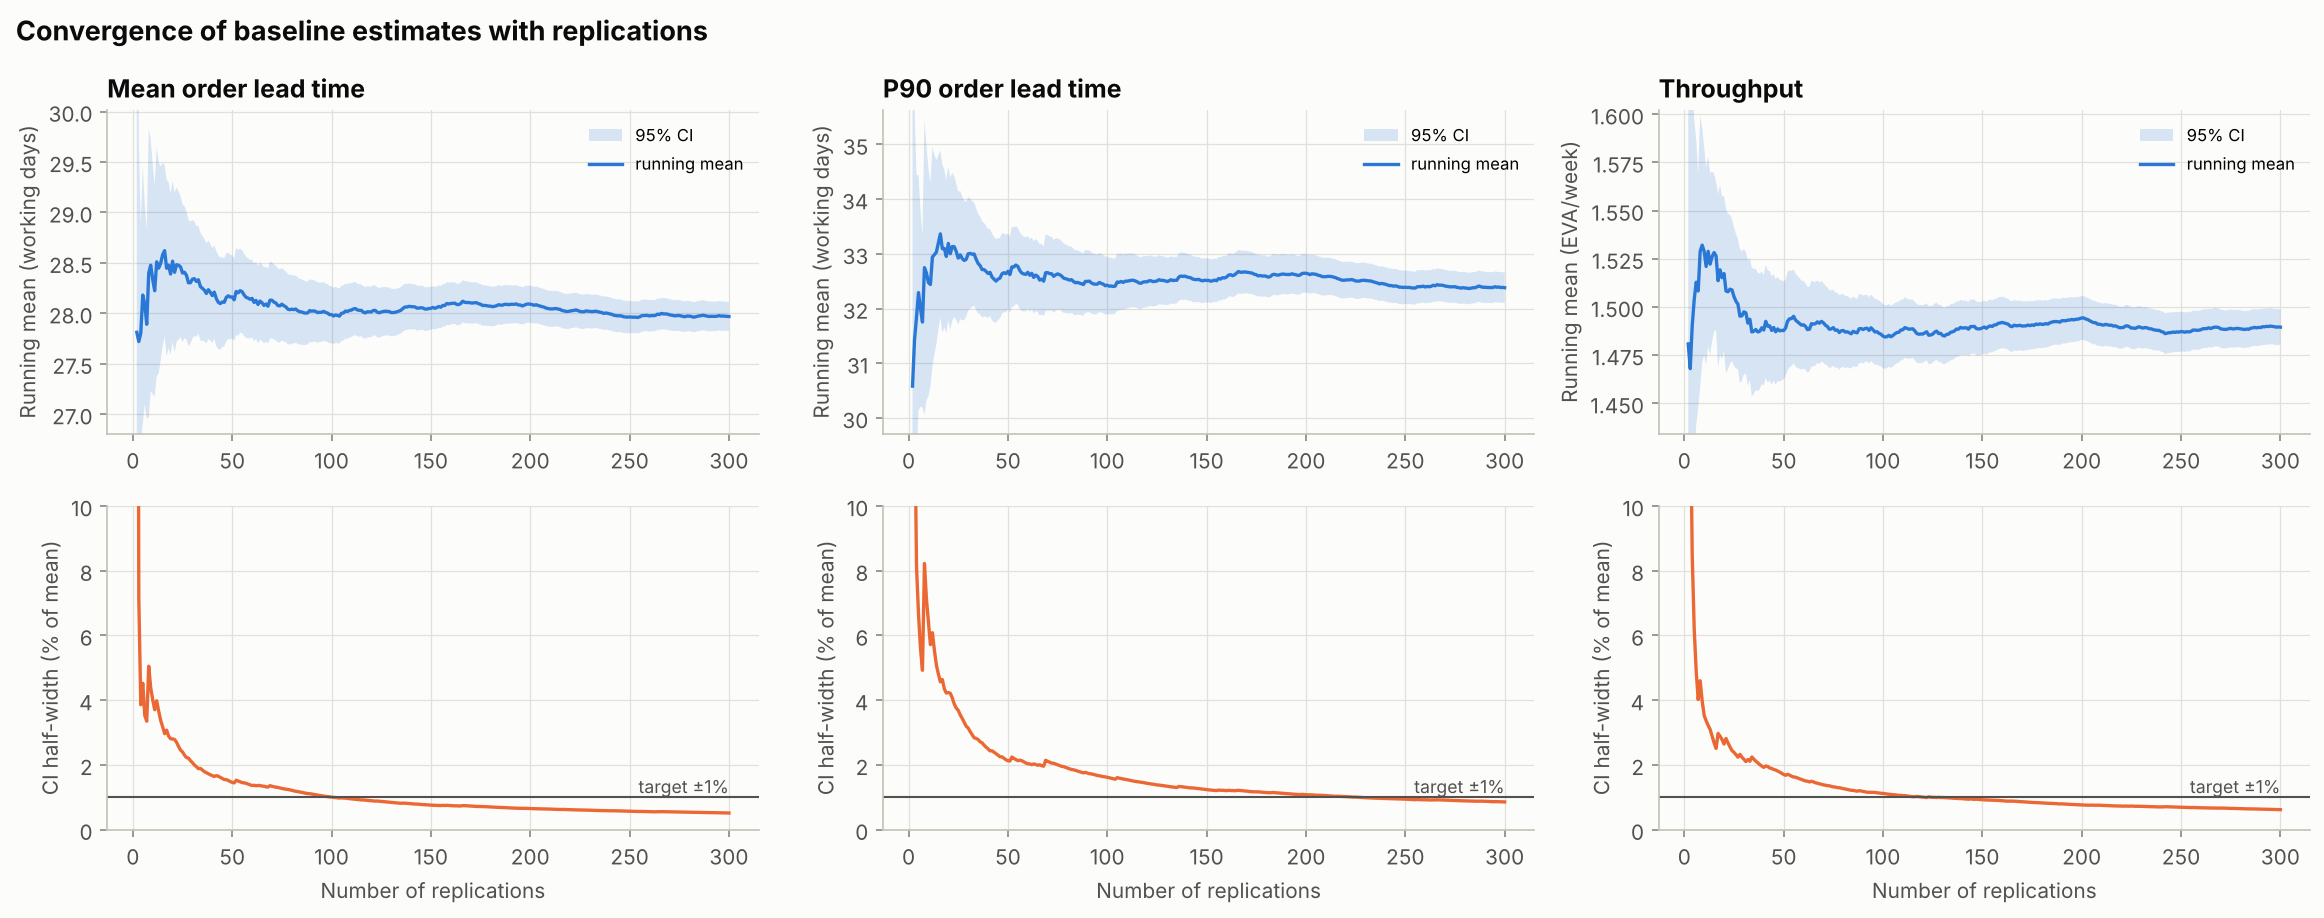 Convergence of baseline estimates with replications
Mean order lead time
Running mean (working days)
30.0
29.5
29.0
28.5
28.0
27.5
27.0
95% CI
running mean
0 50 100 150 200 250 300
P90 order lead time
Running mean (working days)
35
34
33
32
31
30
95% CI
running mean
0 50 100 150 200 250 300
Throughput
Running mean (EVA/week)
1.600
1.575
1.550
1.525
1.500
1.475
1.450
95% CI
running mean
0 50 100 150 200 250 300
CI half-width (% of mean)
10
8
6
4
2
0
target ±1%
0 50 100 150 200 250 300
Number of replications
CI half-width (% of mean)
10
8
6
4
2
0
target ±1%
0 50 100 150 200 250 300
Number of replications
CI half-width (% of mean)
10
8
6
4
2
0
target ±1%
0 50 100 150 200 250 300
Number of replications